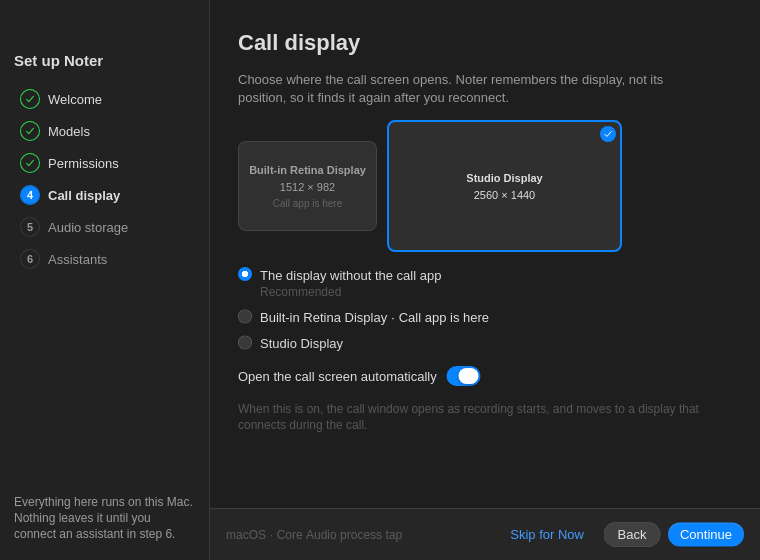 Set up Noter
Welcome
Models
Permissions
4 Call display
5 Audio storage
6 Assistants
Everything here runs on this Mac.
Nothing leaves it until you
connect an assistant in step 6.
Call display
Choose where the call screen opens. Noter remembers the display, not its
position, so it finds it again after you reconnect.
Built-in Retina Display
1512 × 982
Call app is here
Studio Display
2560 × 1440
The display without the call app
Recommended
Built-in Retina Display · Call app is here
Studio Display
Open the call screen automatically
When this is on, the call window opens as recording starts, and moves to a display that
connects during the call.
macOS · Core Audio process tap
Skip for Now
Back
Continue